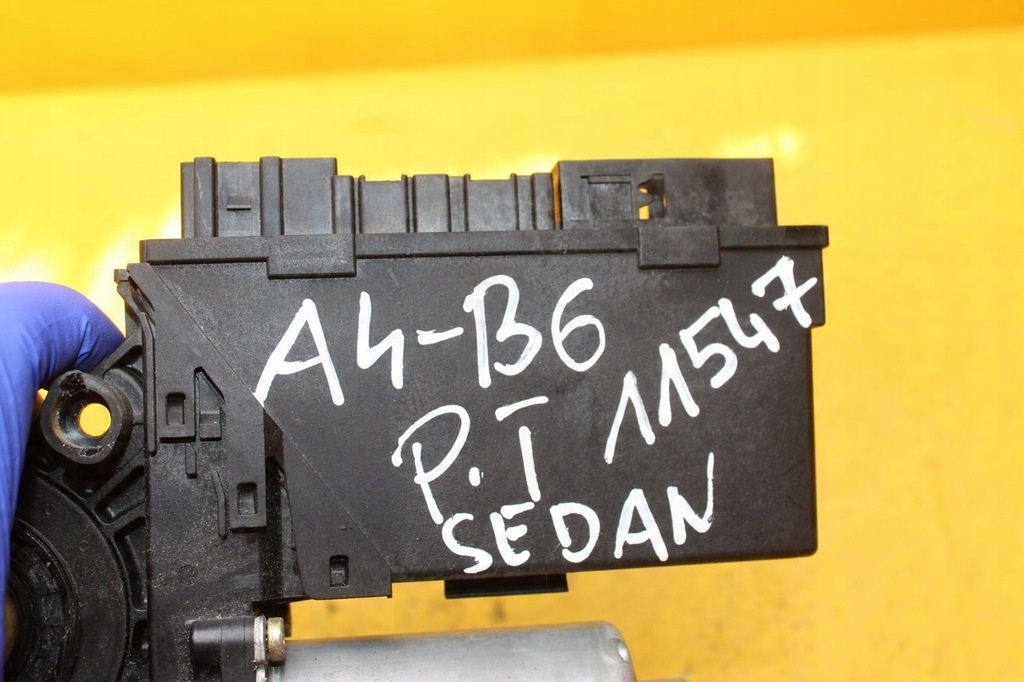 A4-B6
P.T 11547
SEDAN